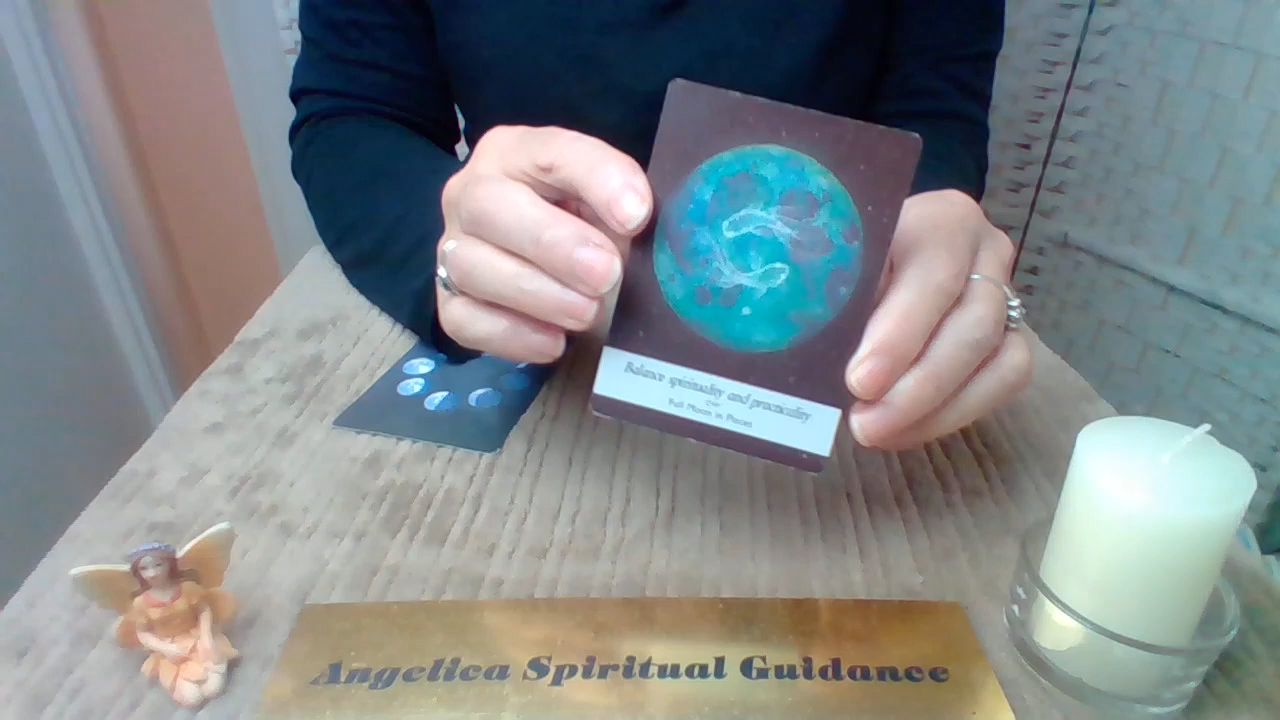 Balance spirituality and practicality
Full Moon in Pisces
Angelica Spiritual Guidance